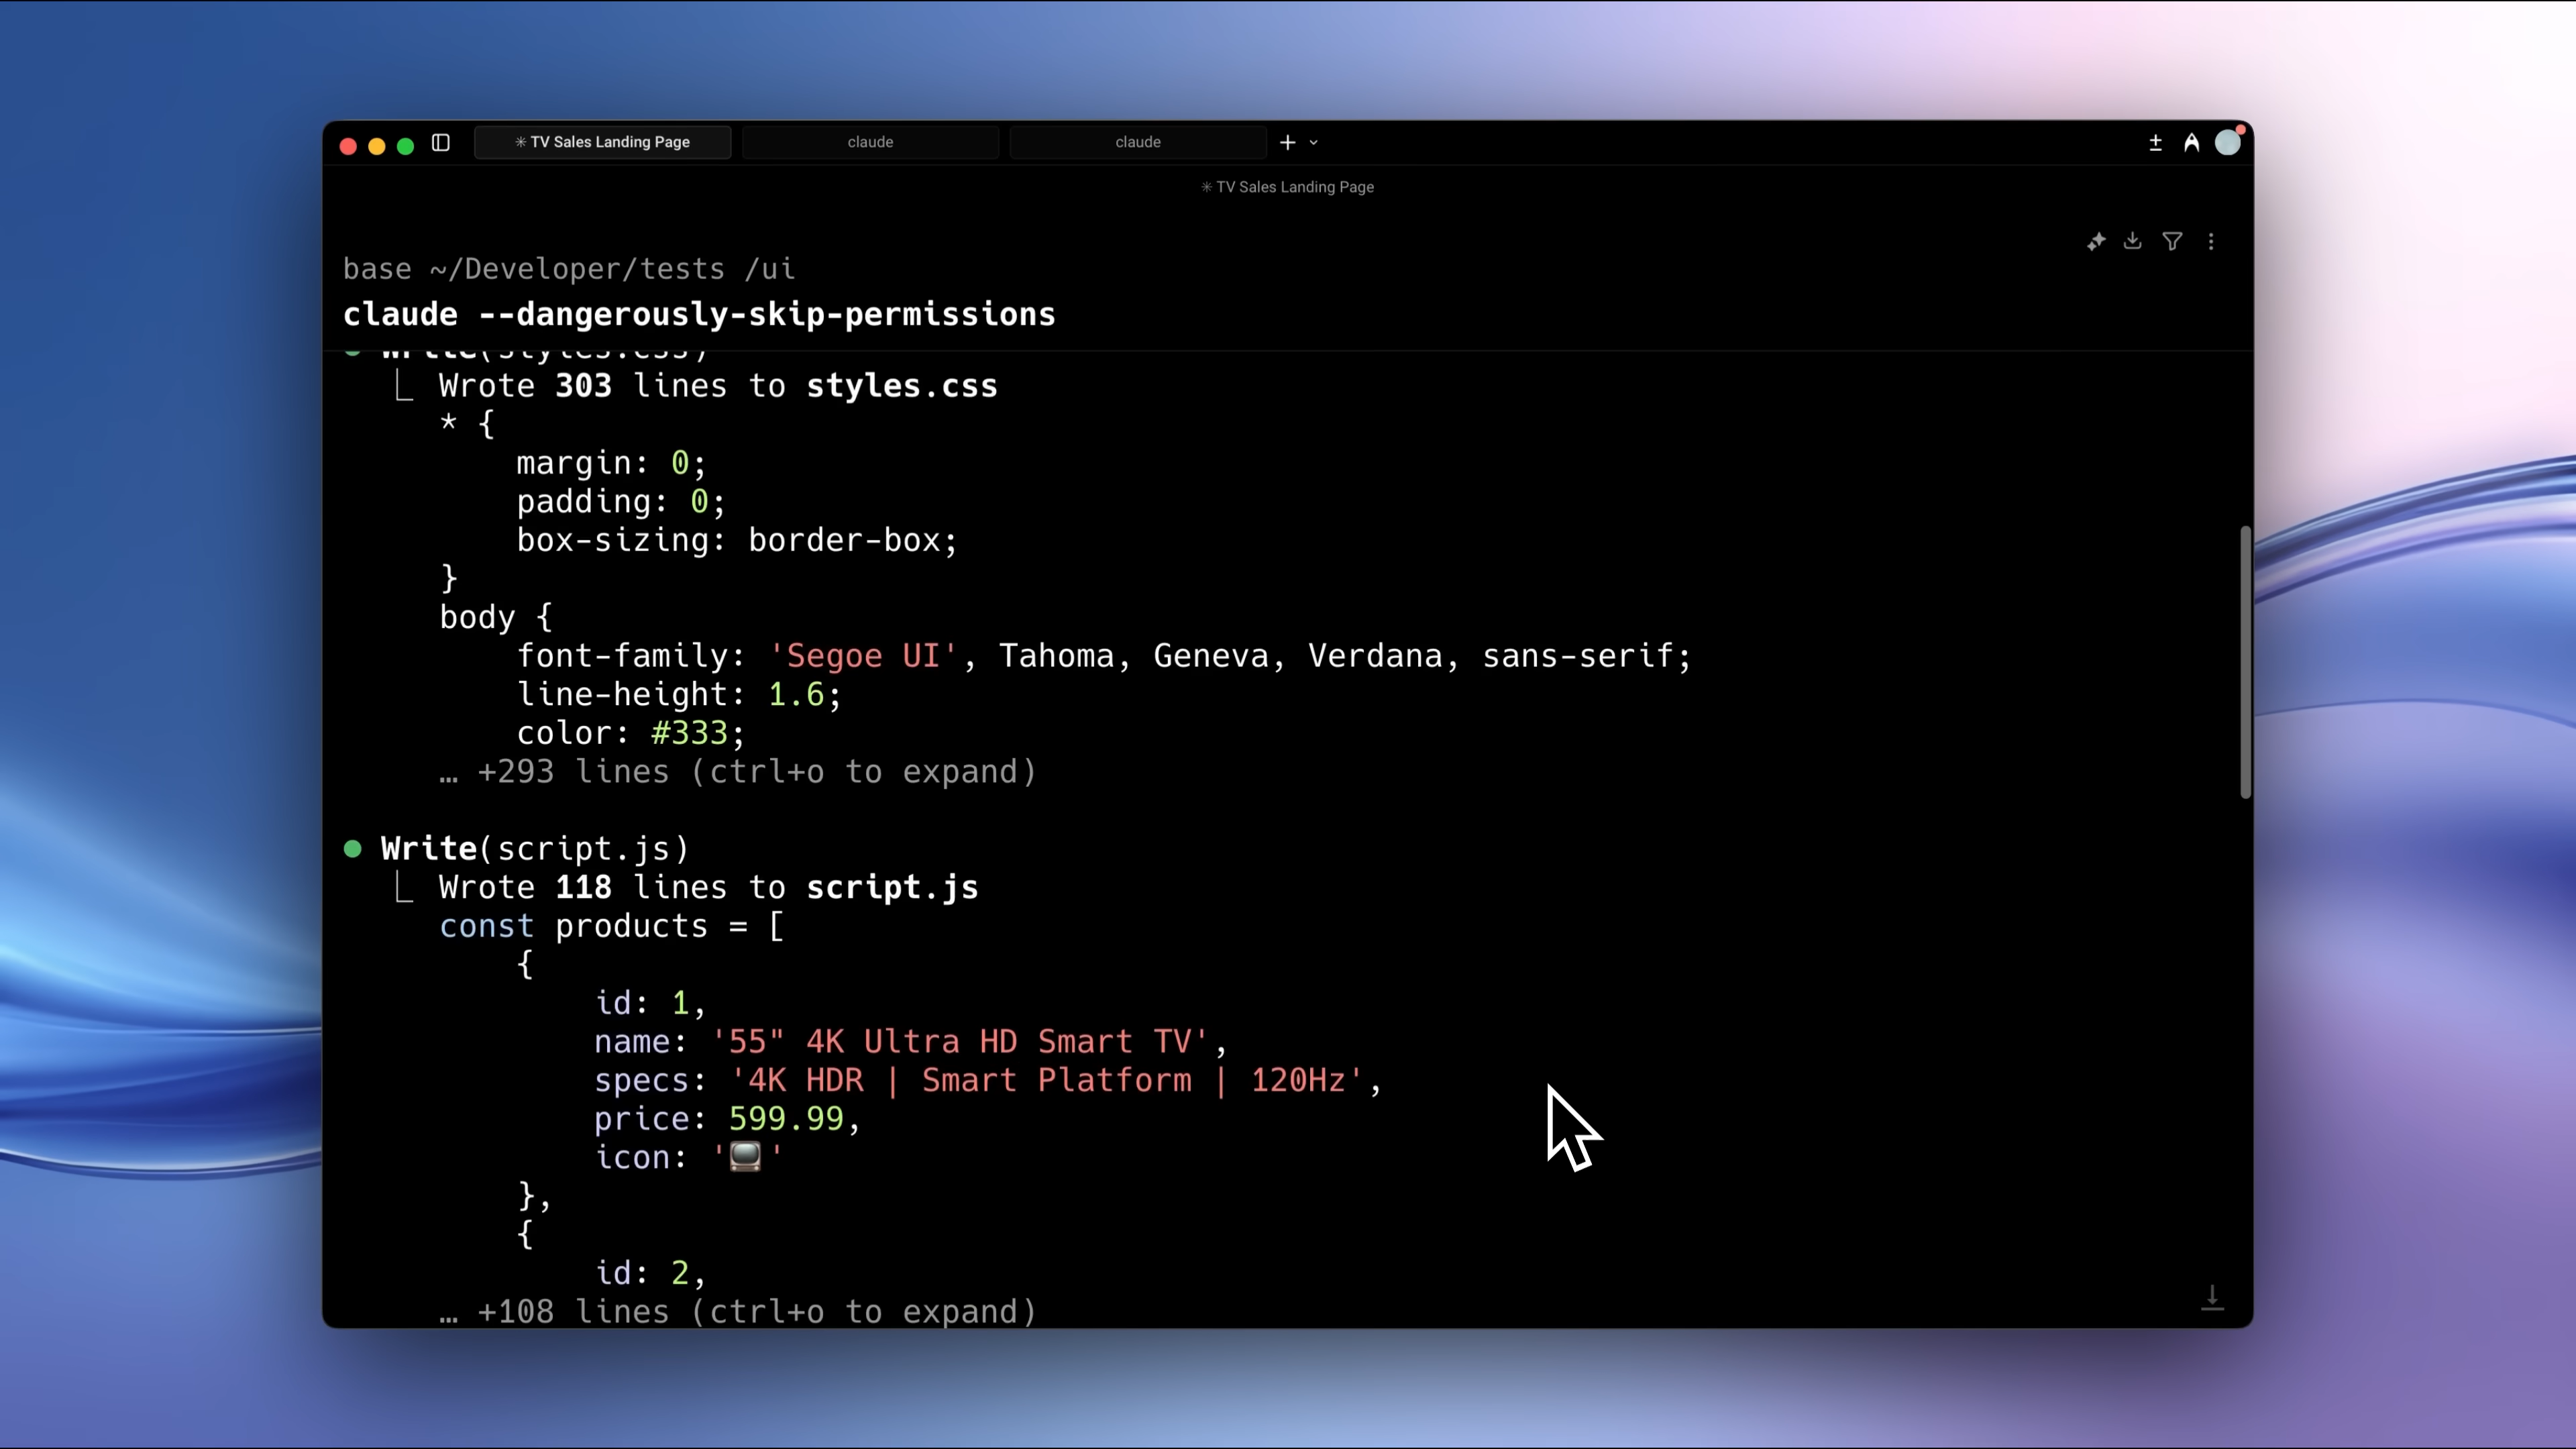 ✳ TV Sales Landing Page
claude
claude
✳ TV Sales Landing Page
base ~/Developer/tests /ui
claude --dangerously-skip-permissions
Write(styles.css)
Wrote 303 lines to styles.css
* {
margin: 0;
padding: 0;
box-sizing: border-box;
}
body {
font-family: 'Segoe UI', Tahoma, Geneva, Verdana, sans-serif;
line-height: 1.6;
color: #333;
… +293 lines (ctrl+o to expand)
Write(script.js)
Wrote 118 lines to script.js
const products = [
{
id: 1,
name: '55" 4K Ultra HD Smart TV',
specs: '4K HDR | Smart Platform | 120Hz',
price: 599.99,
icon: '📺'
},
{
id: 2,
… +108 lines (ctrl+o to expand)